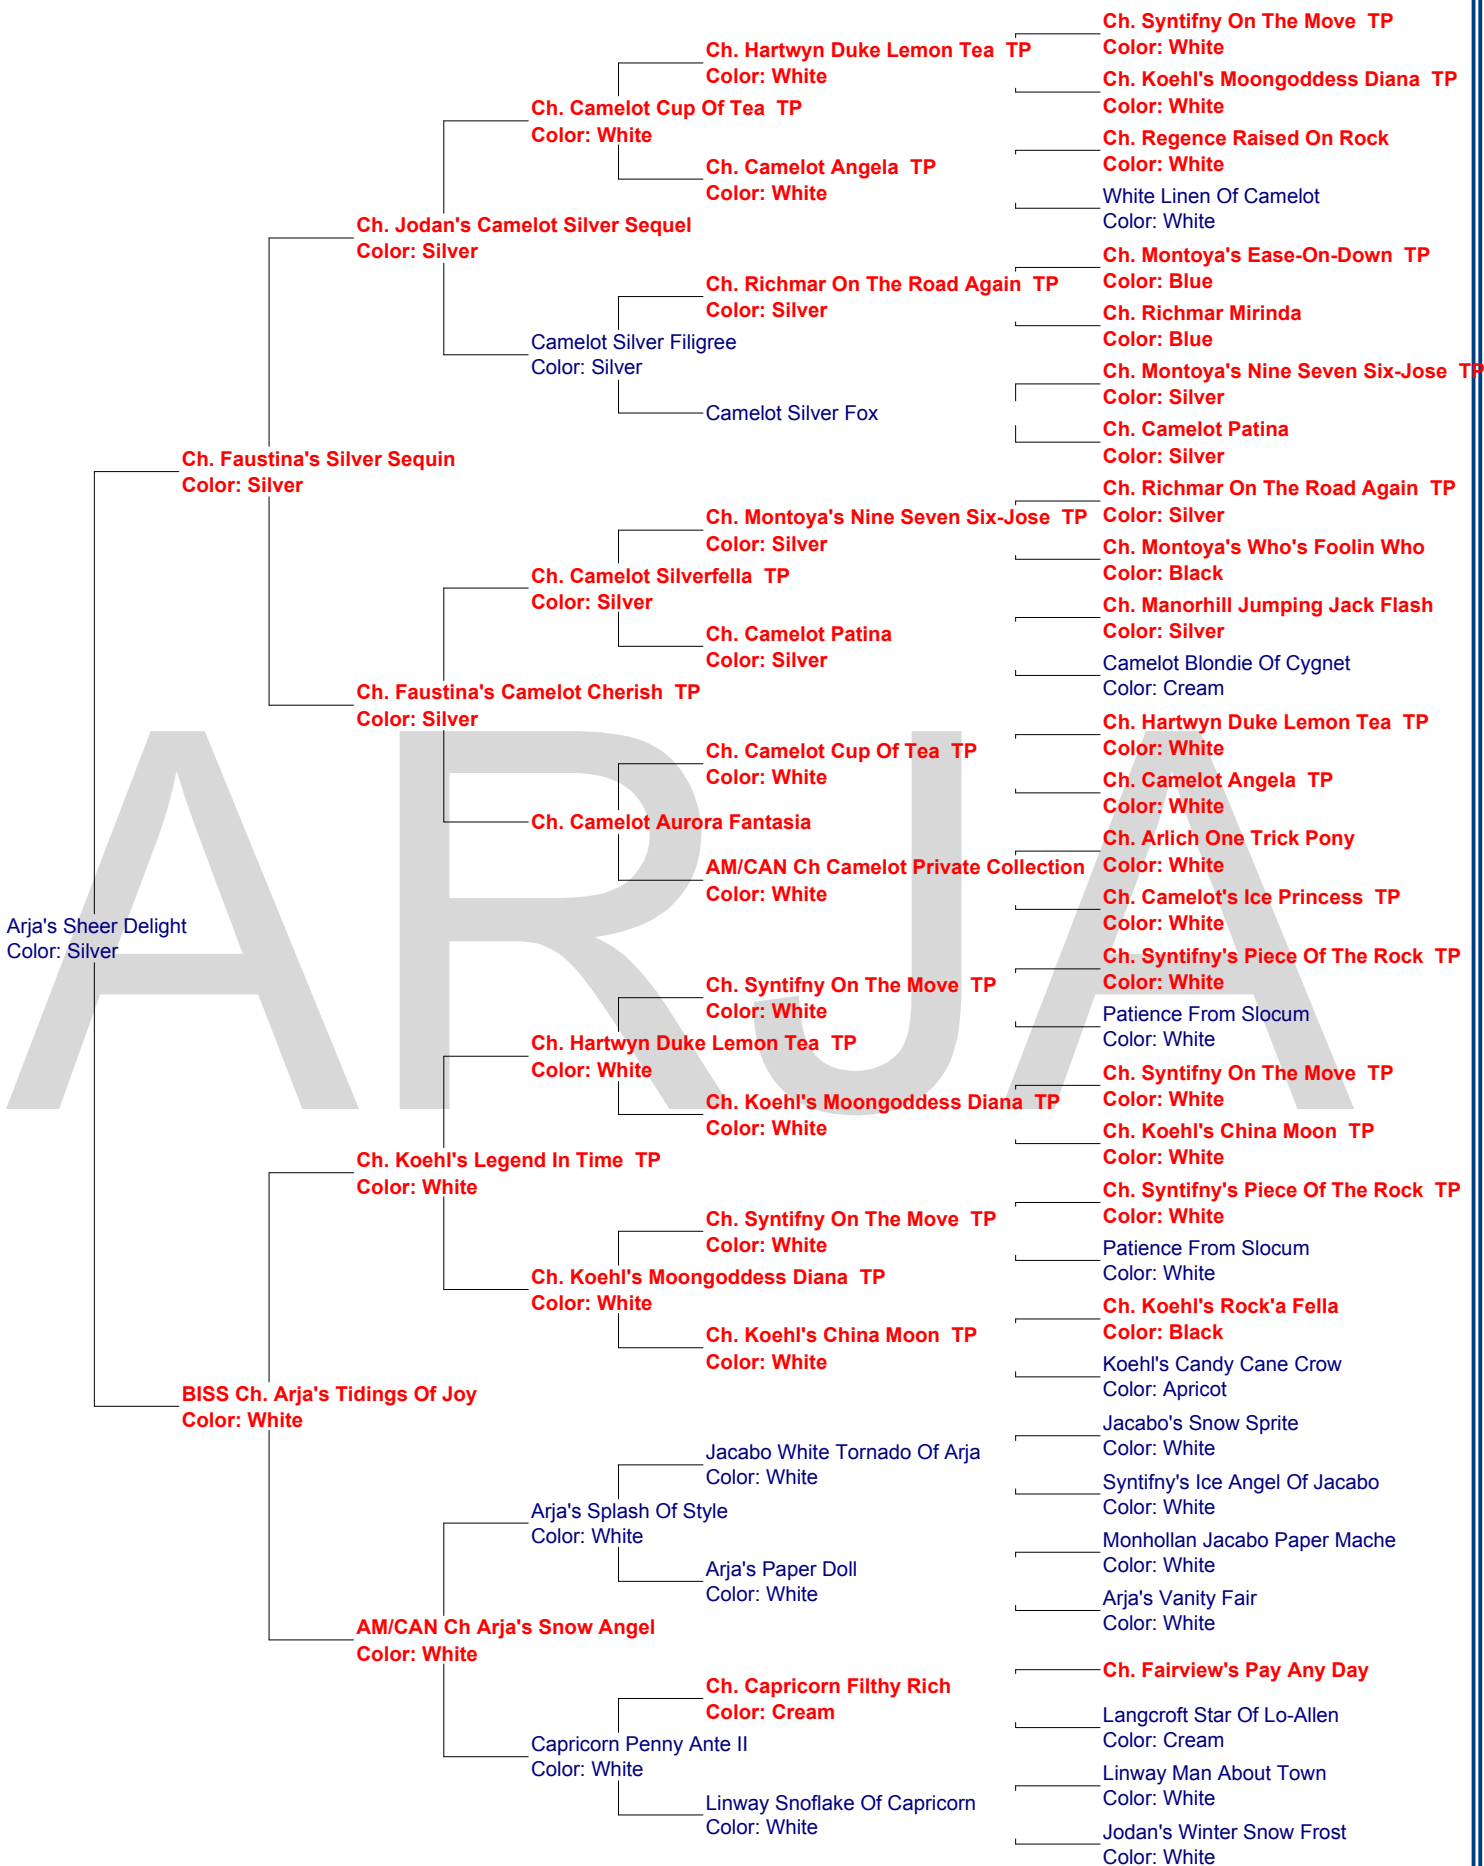 Arja's Sheer Delight
Color: Silver
Ch. Faustina's Silver Sequin
Color: Silver
BISS Ch. Arja's Tidings Of Joy
Color: White
Ch. Jodan's Camelot Silver Sequel
Color: Silver
Ch. Faustina's Camelot Cherish TP
Color: Silver
Ch. Koehl's Legend In Time TP
Color: White
AM/CAN Ch Arja's Snow Angel
Color: White
Ch. Camelot Cup Of Tea TP
Color: White
Camelot Silver Filigree
Color: Silver
Ch. Camelot Silverfella TP
Color: Silver
Ch. Camelot Aurora Fantasia
Ch. Hartwyn Duke Lemon Tea TP
Color: White
Ch. Koehl's Moongoddess Diana TP
Color: White
Arja's Splash Of Style
Color: White
Capricorn Penny Ante II
Color: White
Ch. Hartwyn Duke Lemon Tea TP
Color: White
Ch. Camelot Angela TP
Color: White
Ch. Richmar On The Road Again TP
Color: Silver
Camelot Silver Fox
Ch. Montoya's Nine Seven Six-Jose TP
Color: Silver
Ch. Camelot Patina
Color: Silver
Ch. Camelot Cup Of Tea TP
Color: White
AM/CAN Ch Camelot Private Collection
Color: White
Ch. Syntifny On The Move TP
Color: White
Ch. Koehl's Moongoddess Diana TP
Color: White
Ch. Syntifny On The Move TP
Color: White
Ch. Koehl's China Moon TP
Color: White
Jacabo White Tornado Of Arja
Color: White
Arja's Paper Doll
Color: White
Ch. Capricorn Filthy Rich
Color: Cream
Linway Snoflake Of Capricorn
Color: White
Ch. Syntifny On The Move TP
Color: White
Ch. Koehl's Moongoddess Diana TP
Color: White
Ch. Regence Raised On Rock
Color: White
White Linen Of Camelot
Color: White
Ch. Montoya's Ease-On-Down TP
Color: Blue
Ch. Richmar Mirinda
Color: Blue
Ch. Montoya's Nine Seven Six-Jose TP
Color: Silver
Ch. Camelot Patina
Color: Silver
Ch. Richmar On The Road Again TP
Color: Silver
Ch. Montoya's Who's Foolin Who
Color: Black
Ch. Manorhill Jumping Jack Flash
Color: Silver
Camelot Blondie Of Cygnet
Color: Cream
Ch. Hartwyn Duke Lemon Tea TP
Color: White
Ch. Camelot Angela TP
Color: White
Ch. Arlich One Trick Pony
Color: White
Ch. Camelot's Ice Princess TP
Color: White
Ch. Syntifny's Piece Of The Rock TP
Color: White
Patience From Slocum
Color: White
Ch. Syntifny On The Move TP
Color: White
Ch. Koehl's China Moon TP
Color: White
Ch. Syntifny's Piece Of The Rock TP
Color: White
Patience From Slocum
Color: White
Ch. Koehl's Rock'a Fella
Color: Black
Koehl's Candy Cane Crow
Color: Apricot
Jacabo's Snow Sprite
Color: White
Syntifny's Ice Angel Of Jacabo
Color: White
Monhollan Jacabo Paper Mache
Color: White
Arja's Vanity Fair
Color: White
Ch. Fairview's Pay Any Day
Langcroft Star Of Lo-Allen
Color: Cream
Linway Man About Town
Color: White
Jodan's Winter Snow Frost
Color: White
ARJA